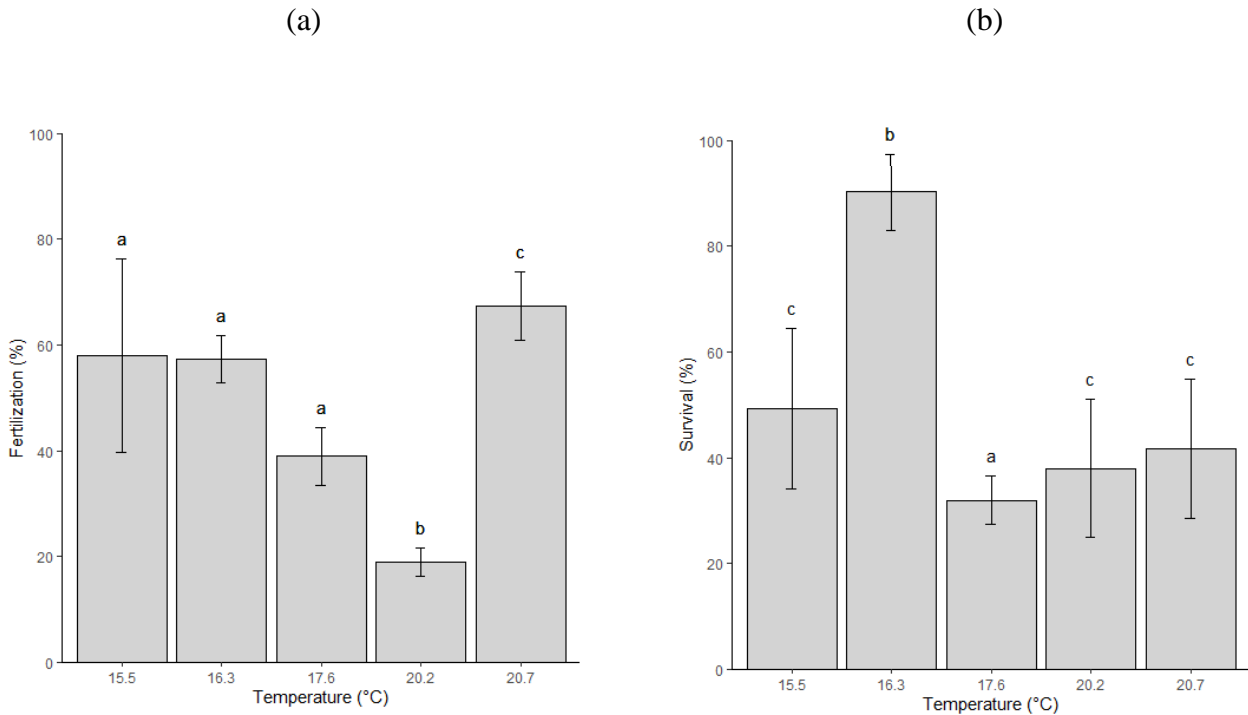 (a)
100
80
60
40
20
0
Fertilization (%)
a
a
a
b
c
15.5 16.3 17.6 20.2 20.7
Temperature (°C)
(b)
100
80
60
40
20
0
Survival (%)
c
b
a
c
c
15.5 16.3 17.6 20.2 20.7
Temperature (°C)